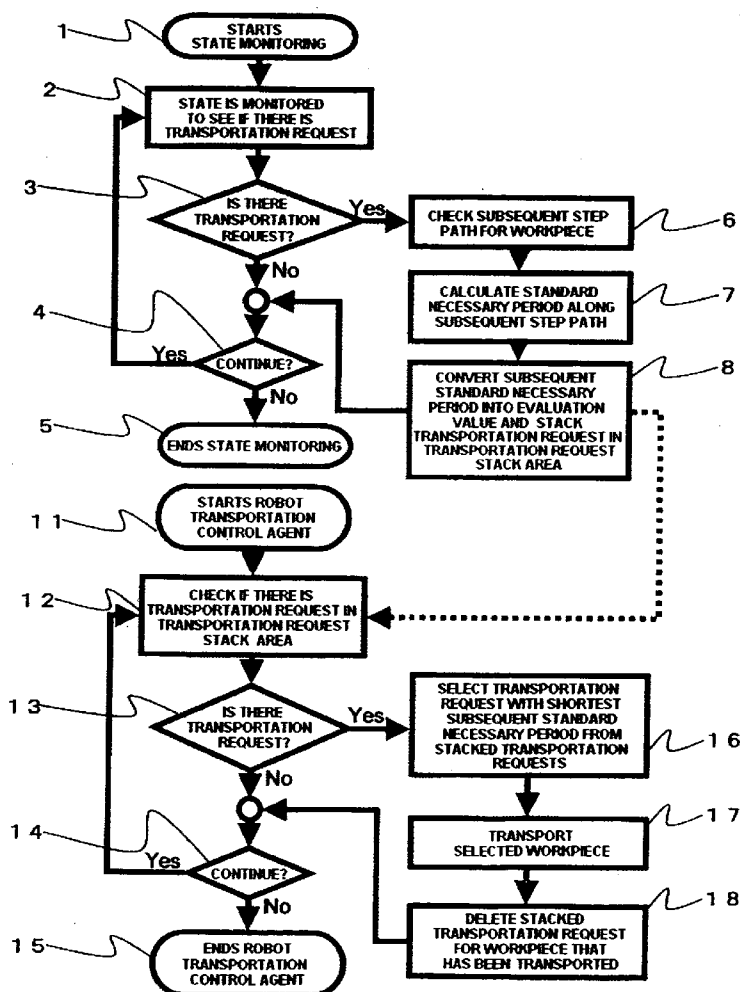 1
STARTS
STATE MONITORING
2
STATE IS MONITORED
TO SEE IF THERE IS
TRANSPORTATION REQUEST
3
IS THERE
TRANSPORTATION
REQUEST?
Yes
No
CHECK SUBSEQUENT STEP
PATH FOR WORKPIECE
6
CALCULATE STANDARD
NECESSARY PERIOD ALONG
SUBSEQUENT STEP PATH
7
4
CONTINUE?
Yes
No
CONVERT SUBSEQUENT
STANDARD NECESSARY
PERIOD INTO EVALUATION
VALUE AND STACK
TRANSPORTATION REQUEST IN
TRANSPORTATION REQUEST
STACK AREA
8
5
ENDS STATE MONITORING
11
STARTS ROBOT
TRANSPORTATION
CONTROL AGENT
12
CHECK IF THERE IS
TRANSPORTATION REQUEST IN
TRANSPORTATION REQUEST
STACK AREA
13
IS THERE
TRANSPORTATION
REQUEST?
Yes
No
SELECT TRANSPORTATION
REQUEST WITH SHORTEST
SUBSEQUENT STANDARD
NECESSARY PERIOD FROM
STACKED TRANSPORTATION
REQUESTS
16
TRANSPORT
SELECTED WORKPIECE
17
14
CONTINUE?
Yes
No
DELETE STACKED
TRANSPORTATION REQUEST
FOR WORKPIECE THAT
HAS BEEN TRANSPORTED
18
15
ENDS ROBOT
TRANSPORTATION
CONTROL AGENT